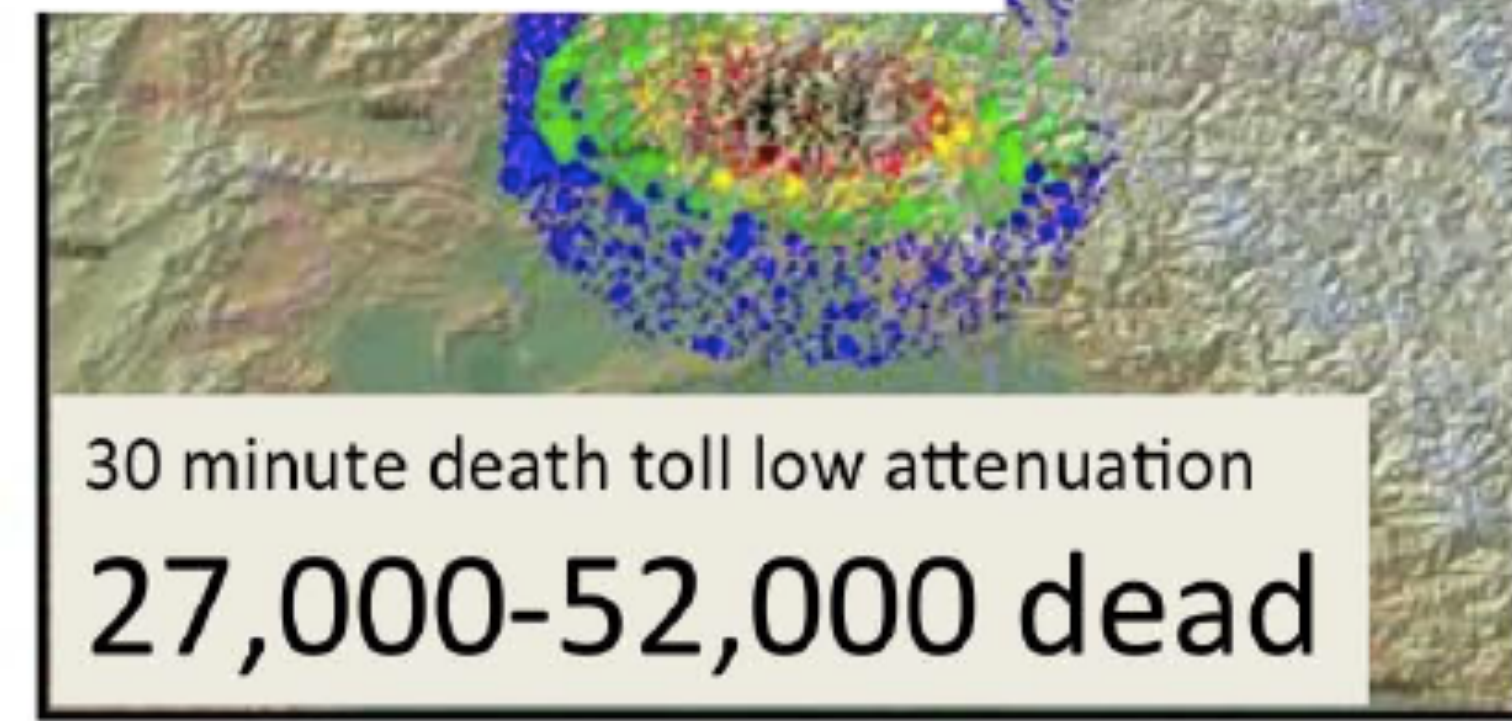 30 minute death toll low attenuation
27,000-52,000 dead